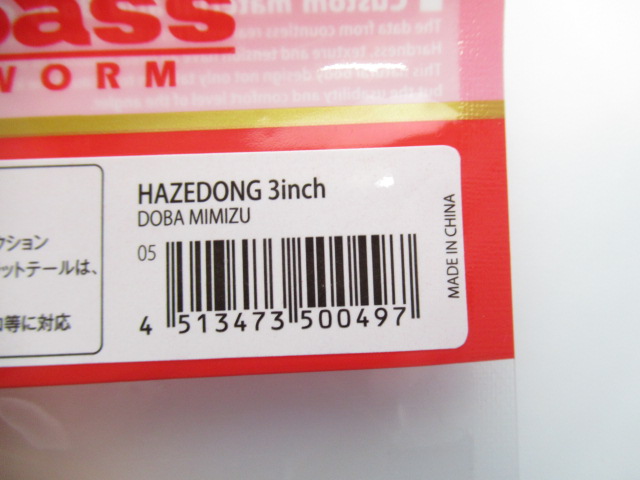 bass
WORM
Custom mater
The data from countless rea
Hardness, texture and tension
This natural body design not only
but the usability and comfort level of the angler.
クション
ットテールは、
等に対応
HAZEDONG 3inch
DOBA MIMIZU
05
4 513473 500497
MADE IN CHINA